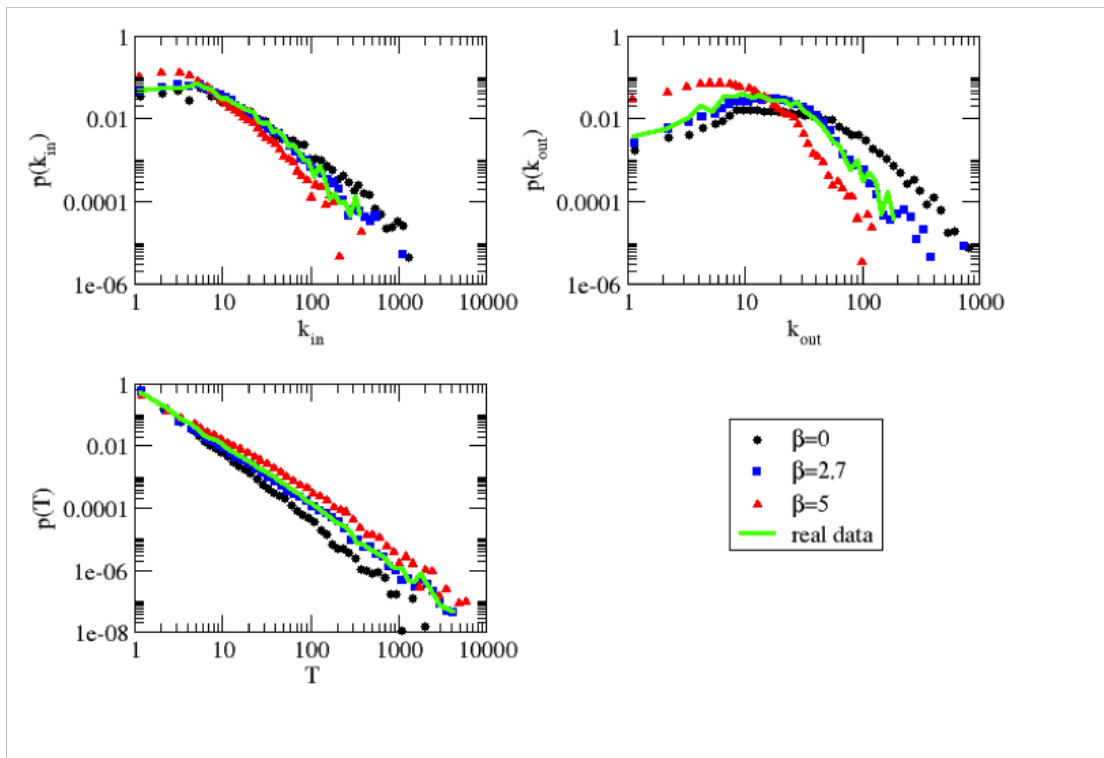 1
0.01
0.0001
1e-06
p(k_in)
1 10 100 1000 10000
k_in
1
0.01
0.0001
1e-06
p(k_out)
1 10 100 1000
k_out
1
0.01
0.0001
1e-06
1e-08
p(T)
1 10 100 1000 10000
T
β=0
β=2.7
β=5
real data